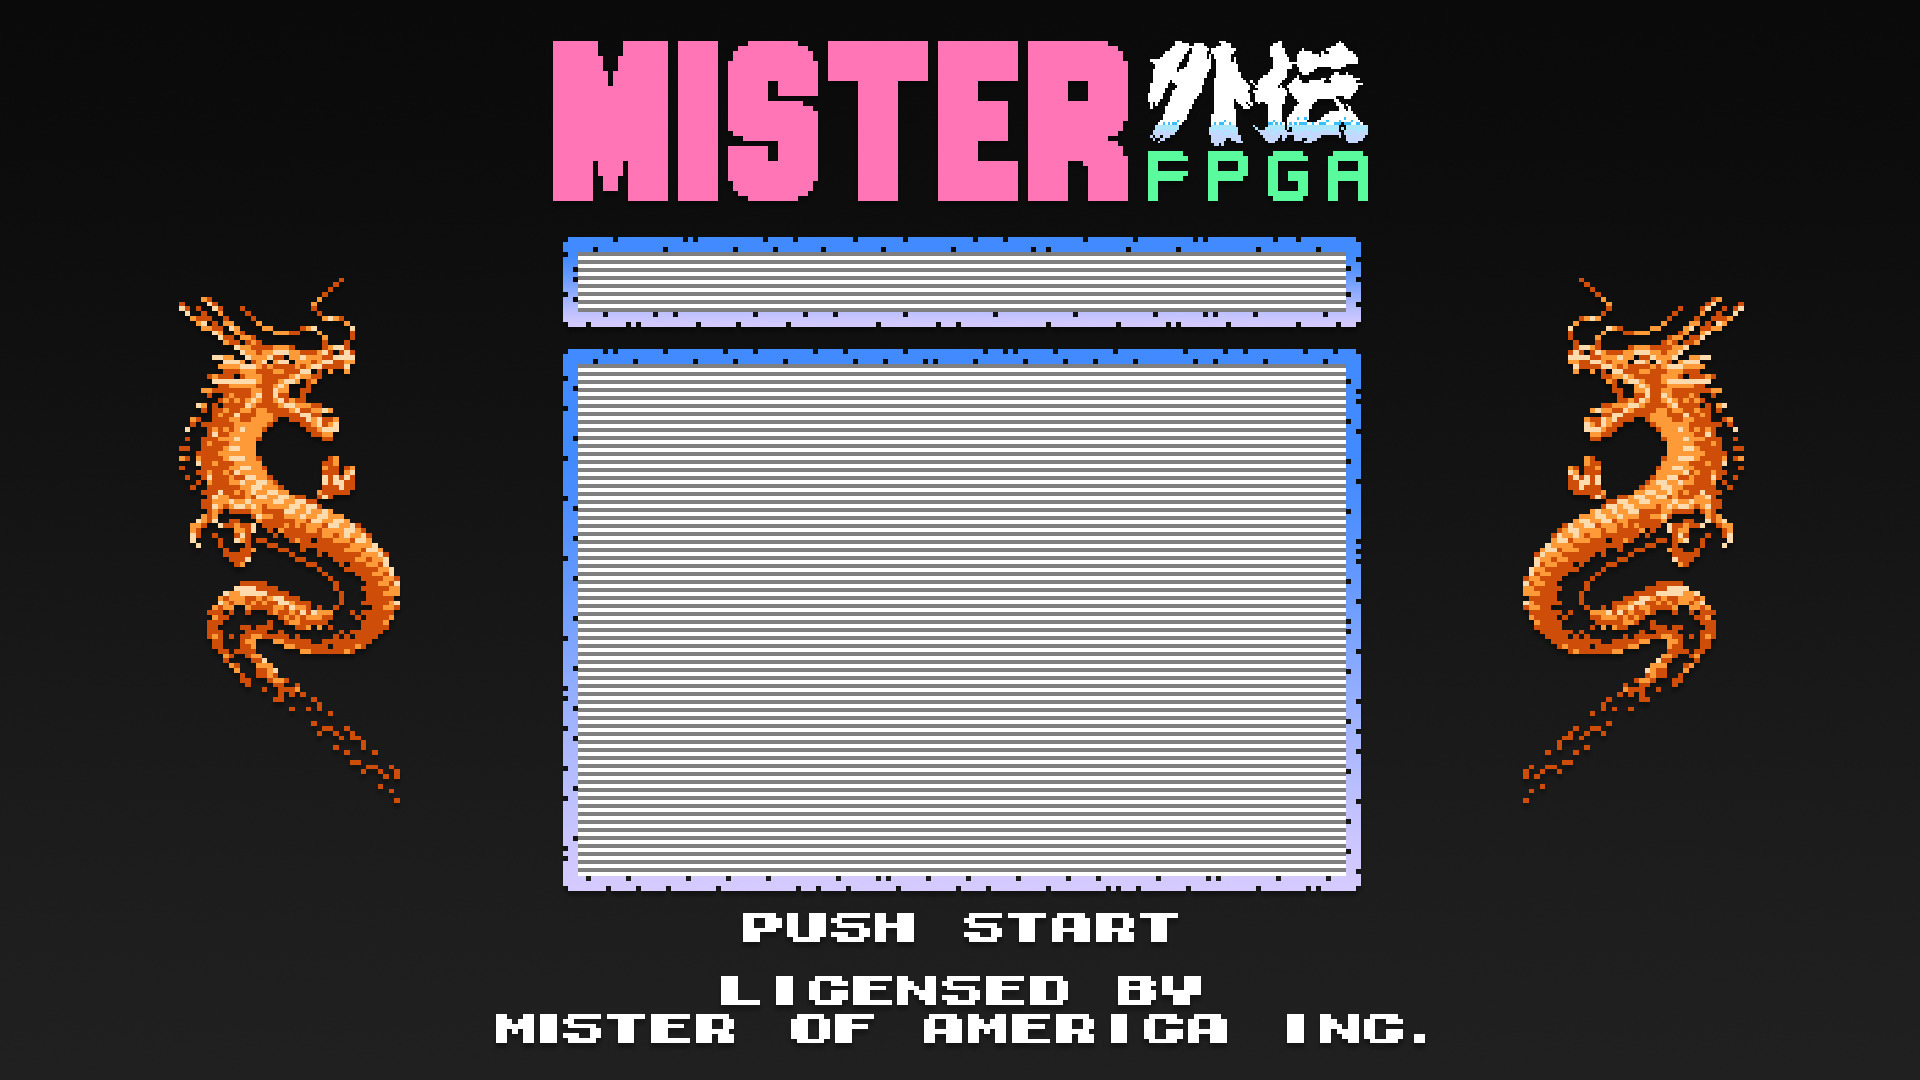 MISTER 外伝
FPGA
PUSH START
LICENSED BY
MISTER OF AMERICA INC.